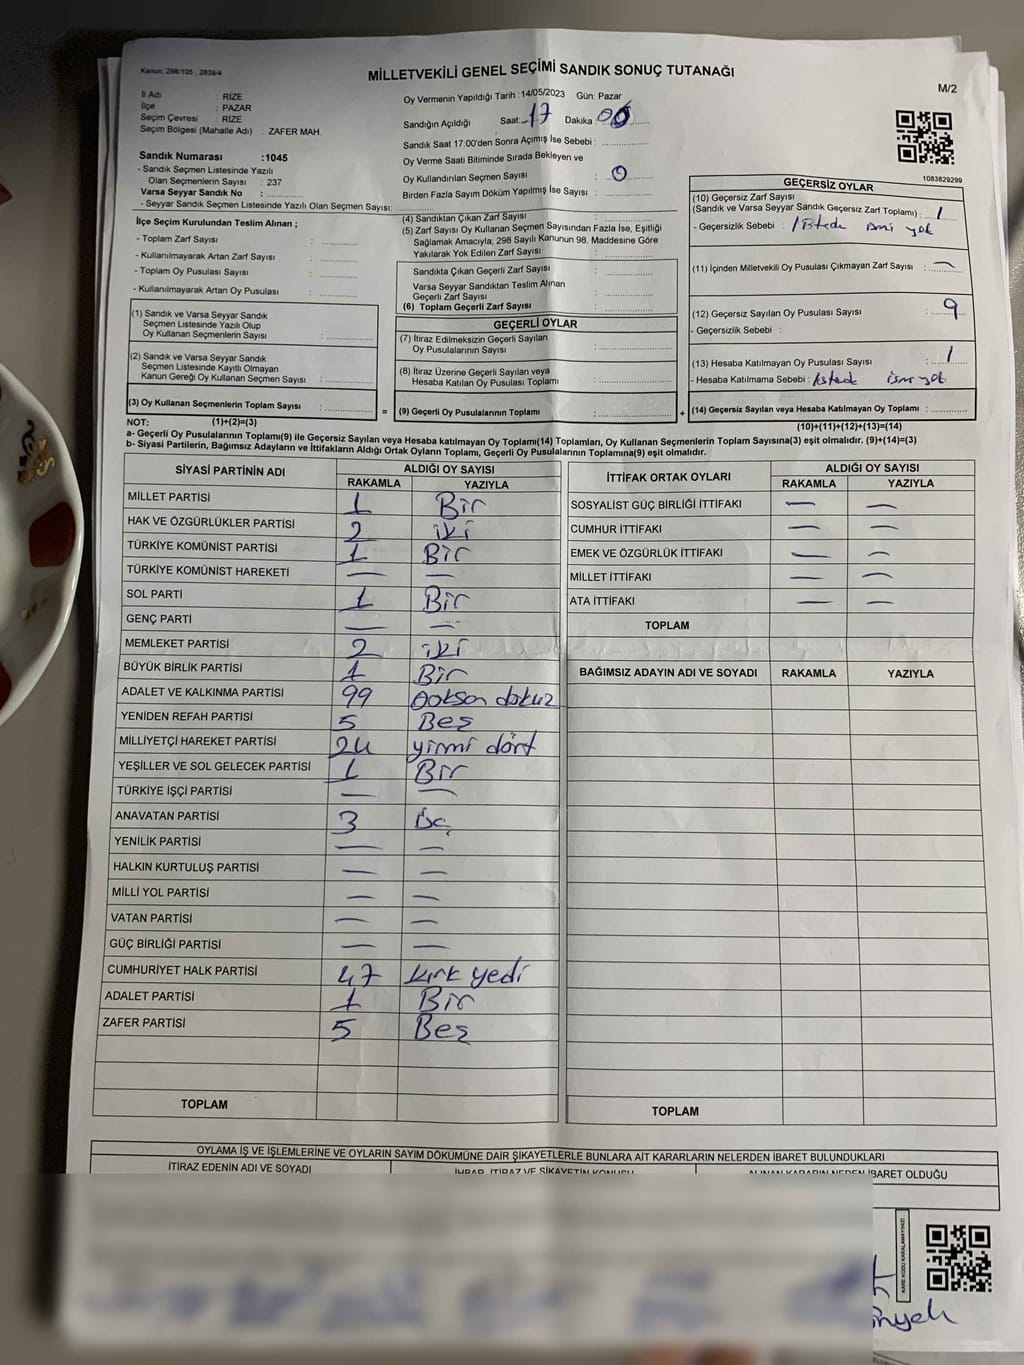 Kanun; 298/105 , 2839/4
MİLLETVEKİLİ GENEL SEÇİMİ SANDIK SONUÇ TUTANAĞI
M/2
İl Adı : RİZE
İlçe : PAZAR
Seçim Çevresi : RİZE
Seçim Bölgesi (Mahalle Adı) : ZAFER MAH.
Sandık Numarası :1045
- Sandık Seçmen Listesinde Yazılı
Olan Seçmenlerin Sayısı : 237
Varsa Seyyar Sandık No :
- Seyyar Sandık Seçmen Listesinde Yazılı Olan Seçmen Sayısı:
Oy Vermenin Yapıldığı Tarih :14/05/2023 Gün: Pazar
Sandığın Açıldığı Saat: 17 Dakika : 00
Sandık Saat 17:00'den Sonra Açımış İse Sebebi :
Oy Verme Saati Bitiminde Sırada Bekleyen ve
Oy Kullandırılan Seçmen Sayısı : 0
Birden Fazla Sayım Döküm Yapılmış İse Sayısı :
1083829299
İlçe Seçim Kurulundan Teslim Alınan ;
- Toplam Zarf Sayısı :
- Kullanılmayarak Artan Zarf Sayısı :
- Toplam Oy Pusulası Sayısı :
- Kullanılmayarak Artan Oy Pusulası :
(4) Sandıktan Çıkan Zarf Sayısı :
(5) Zarf Sayısı Oy Kullanan Seçmen Sayısından Fazla İse, Eşitliği
Sağlamak Amacıyla; 298 Sayılı Kanunun 98. Maddesine Göre
Yakılarak Yok Edilen Zarf Sayısı :
Sandıkta Çıkan Geçerli Zarf Sayısı :
Varsa Seyyar Sandıktan Teslim Alınan
Geçerli Zarf Sayısı :
(6) Toplam Geçerli Zarf Sayısı :
GEÇERSİZ OYLAR
(10) Geçersiz Zarf Sayısı
(Sandık ve Varsa Seyyar Sandık Geçersiz Zarf Toplamı) : 1
- Geçersizlik Sebebi :
(11) İçinden Milletvekili Oy Pusulası Çıkmayan Zarf Sayısı : —
(12) Geçersiz Sayılan Oy Pusulası Sayısı : 9
- Geçersizlik Sebebi :
(13) Hesaba Katılmayan Oy Pusulası Sayısı : 1
- Hesaba Katılmama Sebebi :
(14) Geçersiz Sayılan veya Hesaba Katılmayan Oy Toplamı :
(10)+(11)+(12)+(13)=(14)
(1) Sandık ve Varsa Seyyar Sandık
Seçmen Listesinde Yazılı Olup
Oy Kullanan Seçmenlerin Sayısı :
(2) Sandık ve Varsa Seyyar Sandık
Seçmen Listesinde Kayıtlı Olmayan
Kanun Gereği Oy Kullanan Seçmen Sayısı :
(3) Oy Kullanan Seçmenlerin Toplam Sayısı :
=
GEÇERLİ OYLAR
(7) İtiraz Edilmeksizin Geçerli Sayılan
Oy Pusulalarının Sayısı :
(8) İtiraz Üzerine Geçerli Sayılan veya
Hesaba Katılan Oy Pusulası Toplamı :
(9) Geçerli Oy Pusulalarının Toplamı :
+
NOT: (1)+(2)=(3)
a- Geçerli Oy Pusulalarının Toplamı(9) ile Geçersiz Sayılan veya Hesaba katılmayan Oy Toplamı(14) Toplamları, Oy Kullanan Seçmenlerin Toplam Sayısına(3) eşit olmalıdır. (9)+(14)=(3)
b- Siyasi Partilerin, Bağımsız Adayların ve İttifakların Aldığı Ortak Oyların Toplamı, Geçerli Oy Pusulalarının Toplamına(9) eşit olmalıdır.
SİYASİ PARTİNİN ADI ALDIĞI OY SAYISI
RAKAMLA YAZIYLA
MİLLET PARTİSİ 1 Bir
HAK VE ÖZGÜRLÜKLER PARTİSİ 2 iki
TÜRKİYE KOMÜNİST PARTİSİ 1 Bir
TÜRKİYE KOMÜNİST HAREKETİ — —
SOL PARTİ 1 Bir
GENÇ PARTİ — —
MEMLEKET PARTİSİ 2 iki
BÜYÜK BİRLİK PARTİSİ 1 Bir
ADALET VE KALKINMA PARTİSİ 99 Doksan dokuz
YENİDEN REFAH PARTİSİ 5 Beş
MİLLİYETÇİ HAREKET PARTİSİ 24 yirmi dört
YEŞİLLER VE SOL GELECEK PARTİSİ 1 Bir
TÜRKİYE İŞÇİ PARTİSİ — —
ANAVATAN PARTİSİ 3
YENİLİK PARTİSİ — —
HALKIN KURTULUŞ PARTİSİ — —
MİLLİ YOL PARTİSİ — —
VATAN PARTİSİ — —
GÜÇ BİRLİĞİ PARTİSİ — —
CUMHURİYET HALK PARTİSİ 47 Kırk yedi
ADALET PARTİSİ 1 Bir
ZAFER PARTİSİ 5 Beş
TOPLAM
İTTİFAK ORTAK OYLARI ALDIĞI OY SAYISI
RAKAMLA YAZIYLA
SOSYALİST GÜÇ BİRLİĞİ İTTİFAKI — —
CUMHUR İTTİFAKI — —
EMEK VE ÖZGÜRLÜK İTTİFAKI — —
MİLLET İTTİFAKI — —
ATA İTTİFAKI — —
TOPLAM
BAĞIMSIZ ADAYIN ADI VE SOYADI RAKAMLA YAZIYLA
TOPLAM
OYLAMA İŞ VE İŞLEMLERİNE VE OYLARIN SAYIM DÖKÜMÜNE DAİR ŞİKAYETLERLE BUNLARA AİT KARARLARIN NELERDEN İBARET BULUNDUKLARI
İTİRAZ EDENİN ADI VE SOYADI İHBAR, İTİRAZ VE ŞİKAYETİN KONUSU ALINAN KARARIN NEDEN İBARET OLDUĞU
KARE KODU KARALAMAYINIZ!